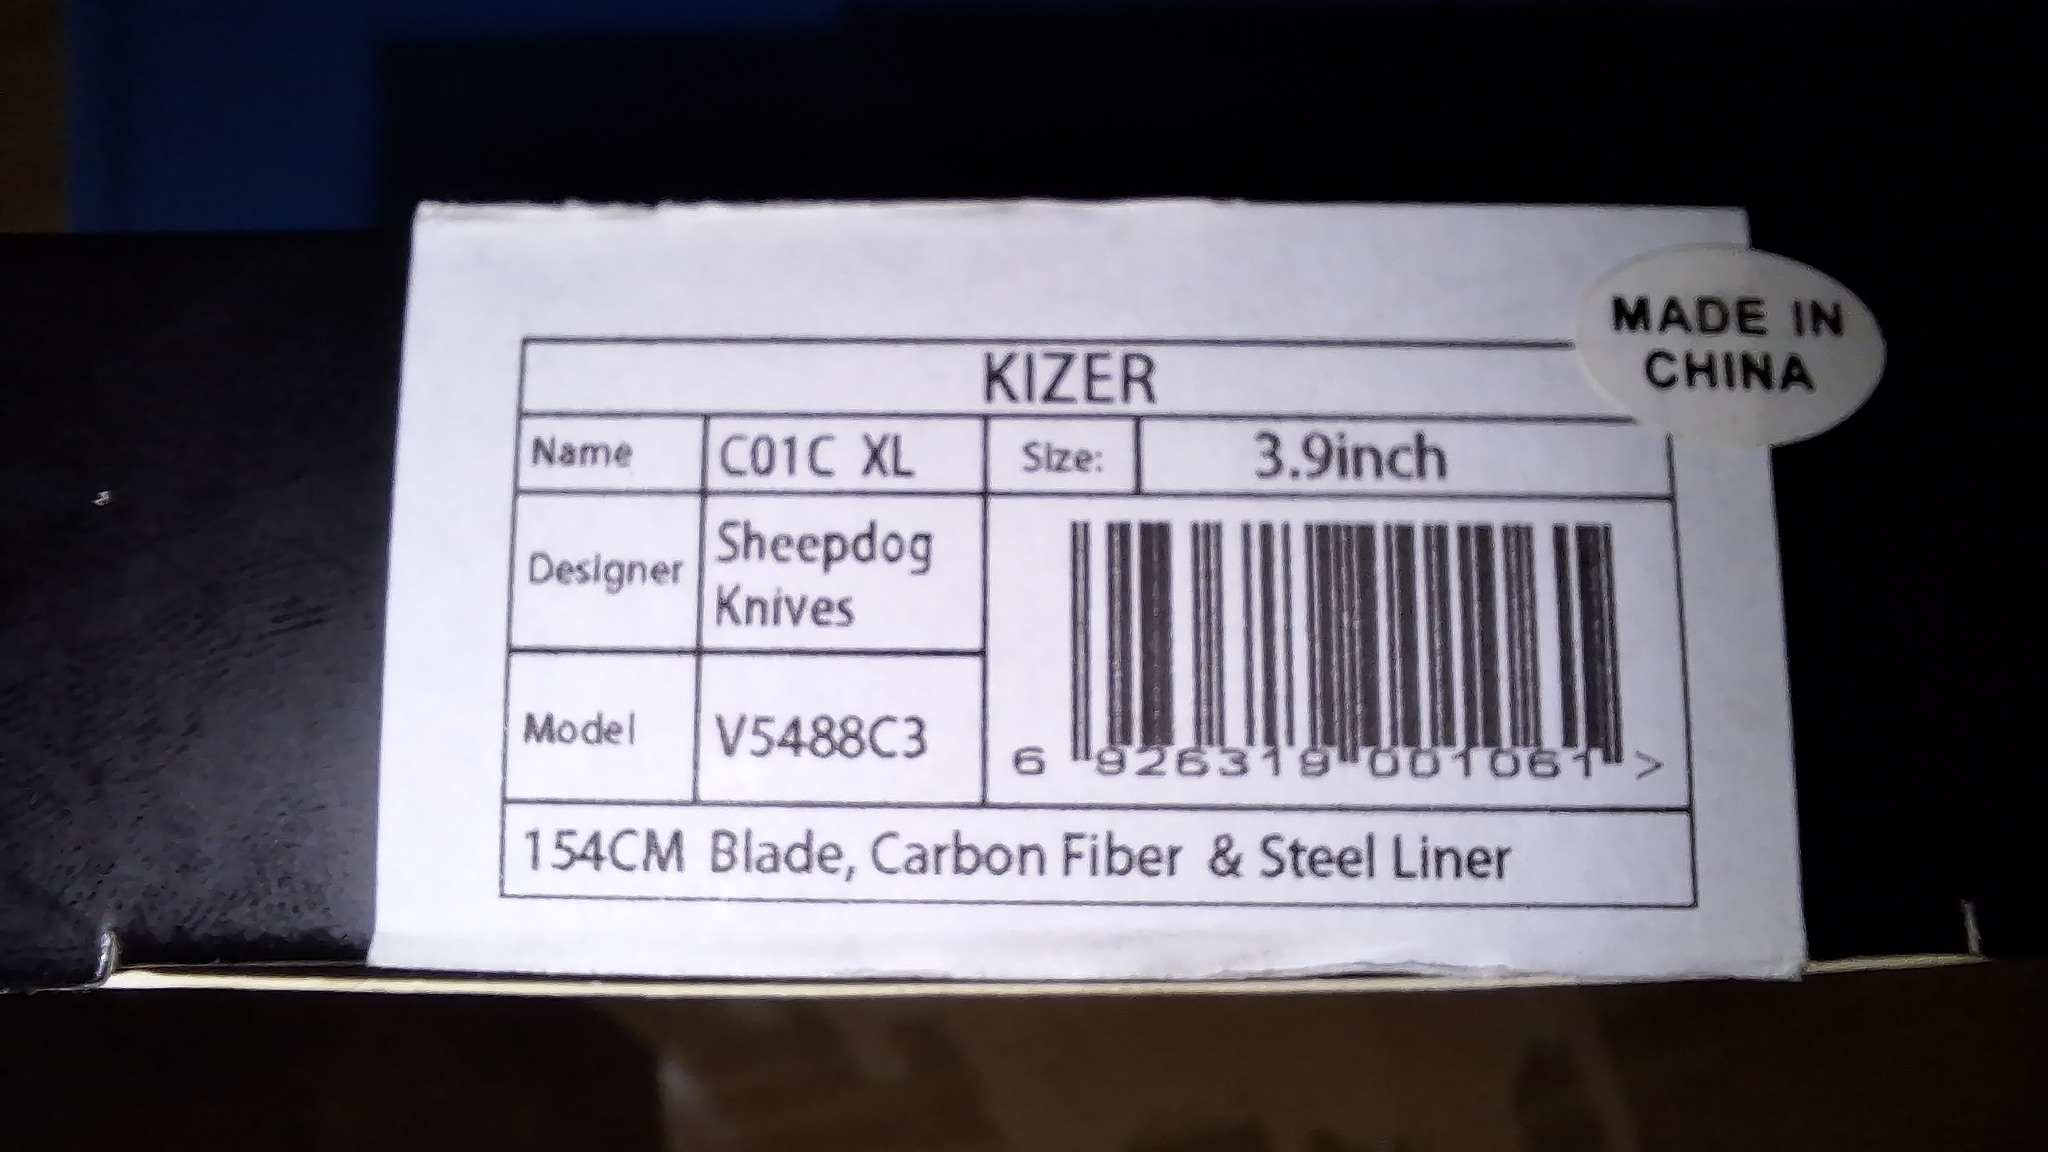 MADE IN
CHINA
KIZER
Name C01C XL Size: 3.9inch
Designer Sheepdog
Knives
Model V5488C3
6 926319 001061 >
154CM Blade, Carbon Fiber & Steel Liner